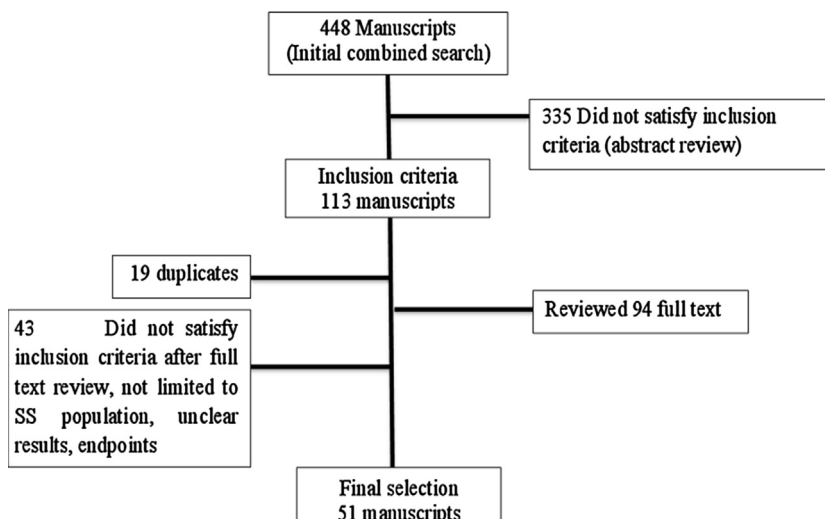 448 Manuscripts
(Initial combined search)
335 Did not satisfy inclusion
criteria (abstract review)
Inclusion criteria
113 manuscripts
19 duplicates
Reviewed 94 full text
43 Did not satisfy
inclusion criteria after full
text review, not limited to
SS population, unclear
results, endpoints
Final selection
51 manuscripts